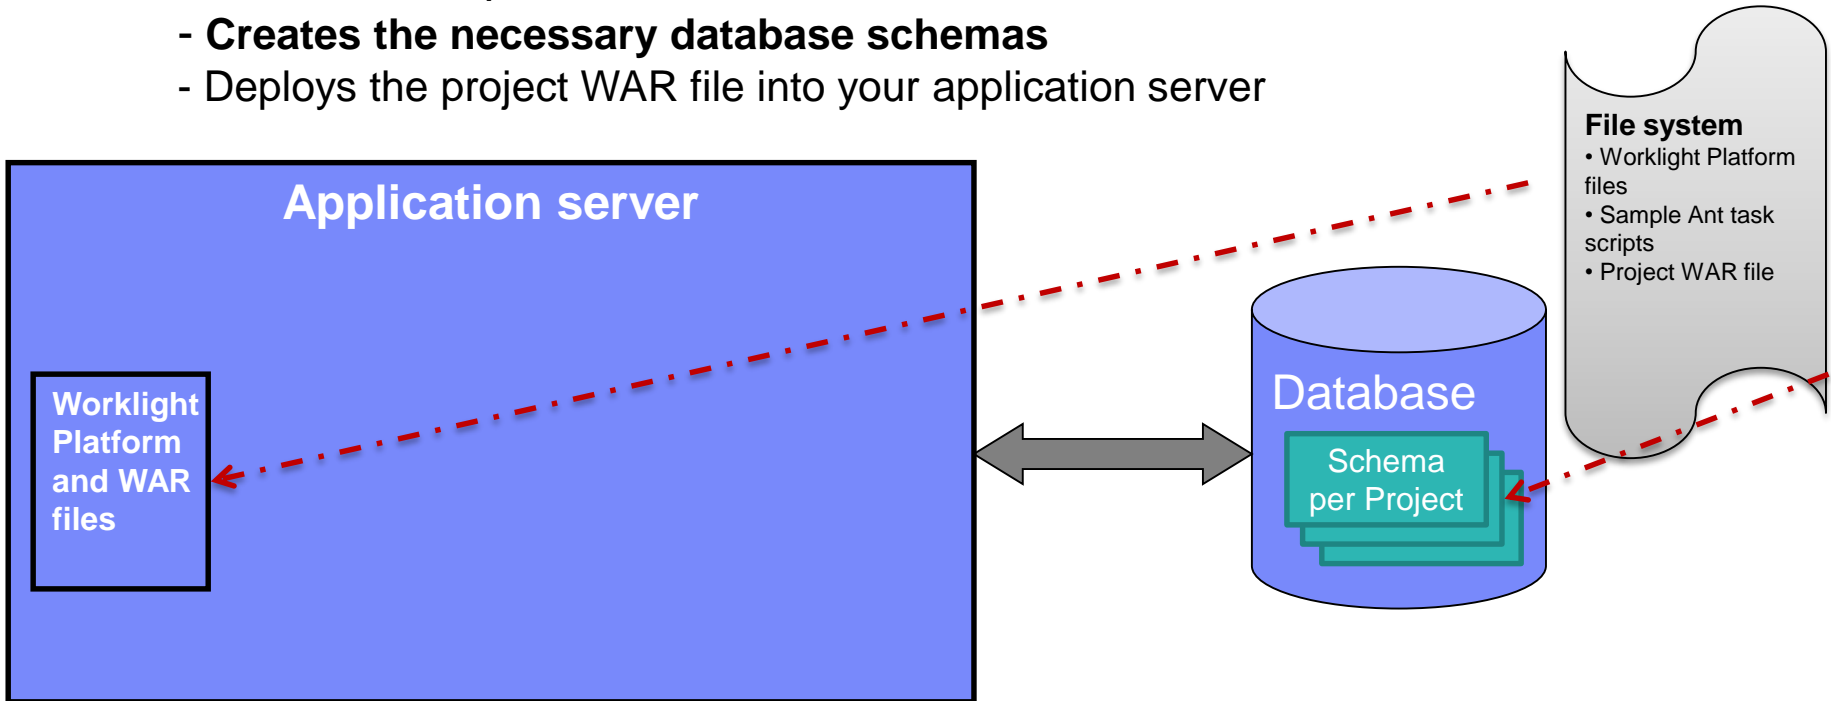 - Creates the necessary database schemas
- Deploys the project WAR file into your application server
File system
• Worklight Platform
files
• Sample Ant task
scripts
• Project WAR file
Application server
Worklight
Platform
and WAR
files
Database
Schema
per Project